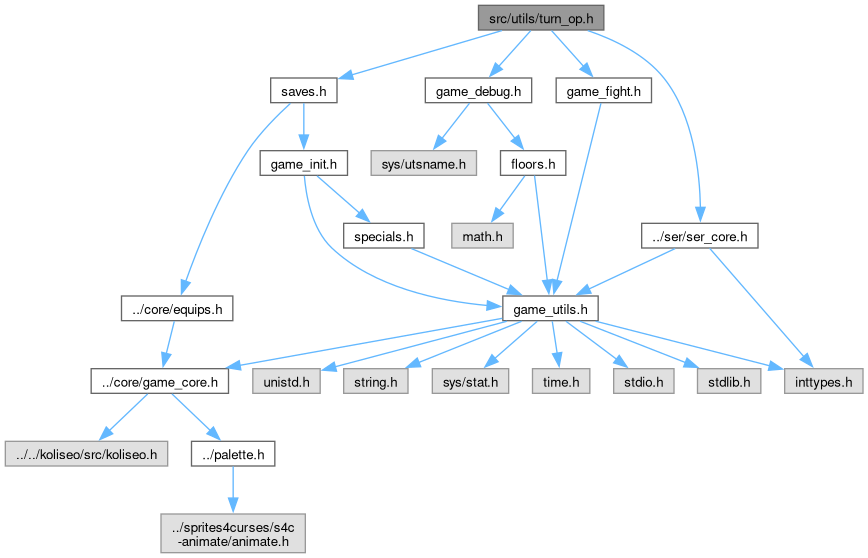 src/utils/turn_op.h
saves.h
game_debug.h
game_fight.h
game_init.h
sys/utsname.h
floors.h
specials.h
math.h
../ser/ser_core.h
../core/equips.h
game_utils.h
../core/game_core.h
unistd.h
string.h
sys/stat.h
time.h
stdio.h
stdlib.h
inttypes.h
../../koliseo/src/koliseo.h
../palette.h
../sprites4curses/s4c
-animate/animate.h